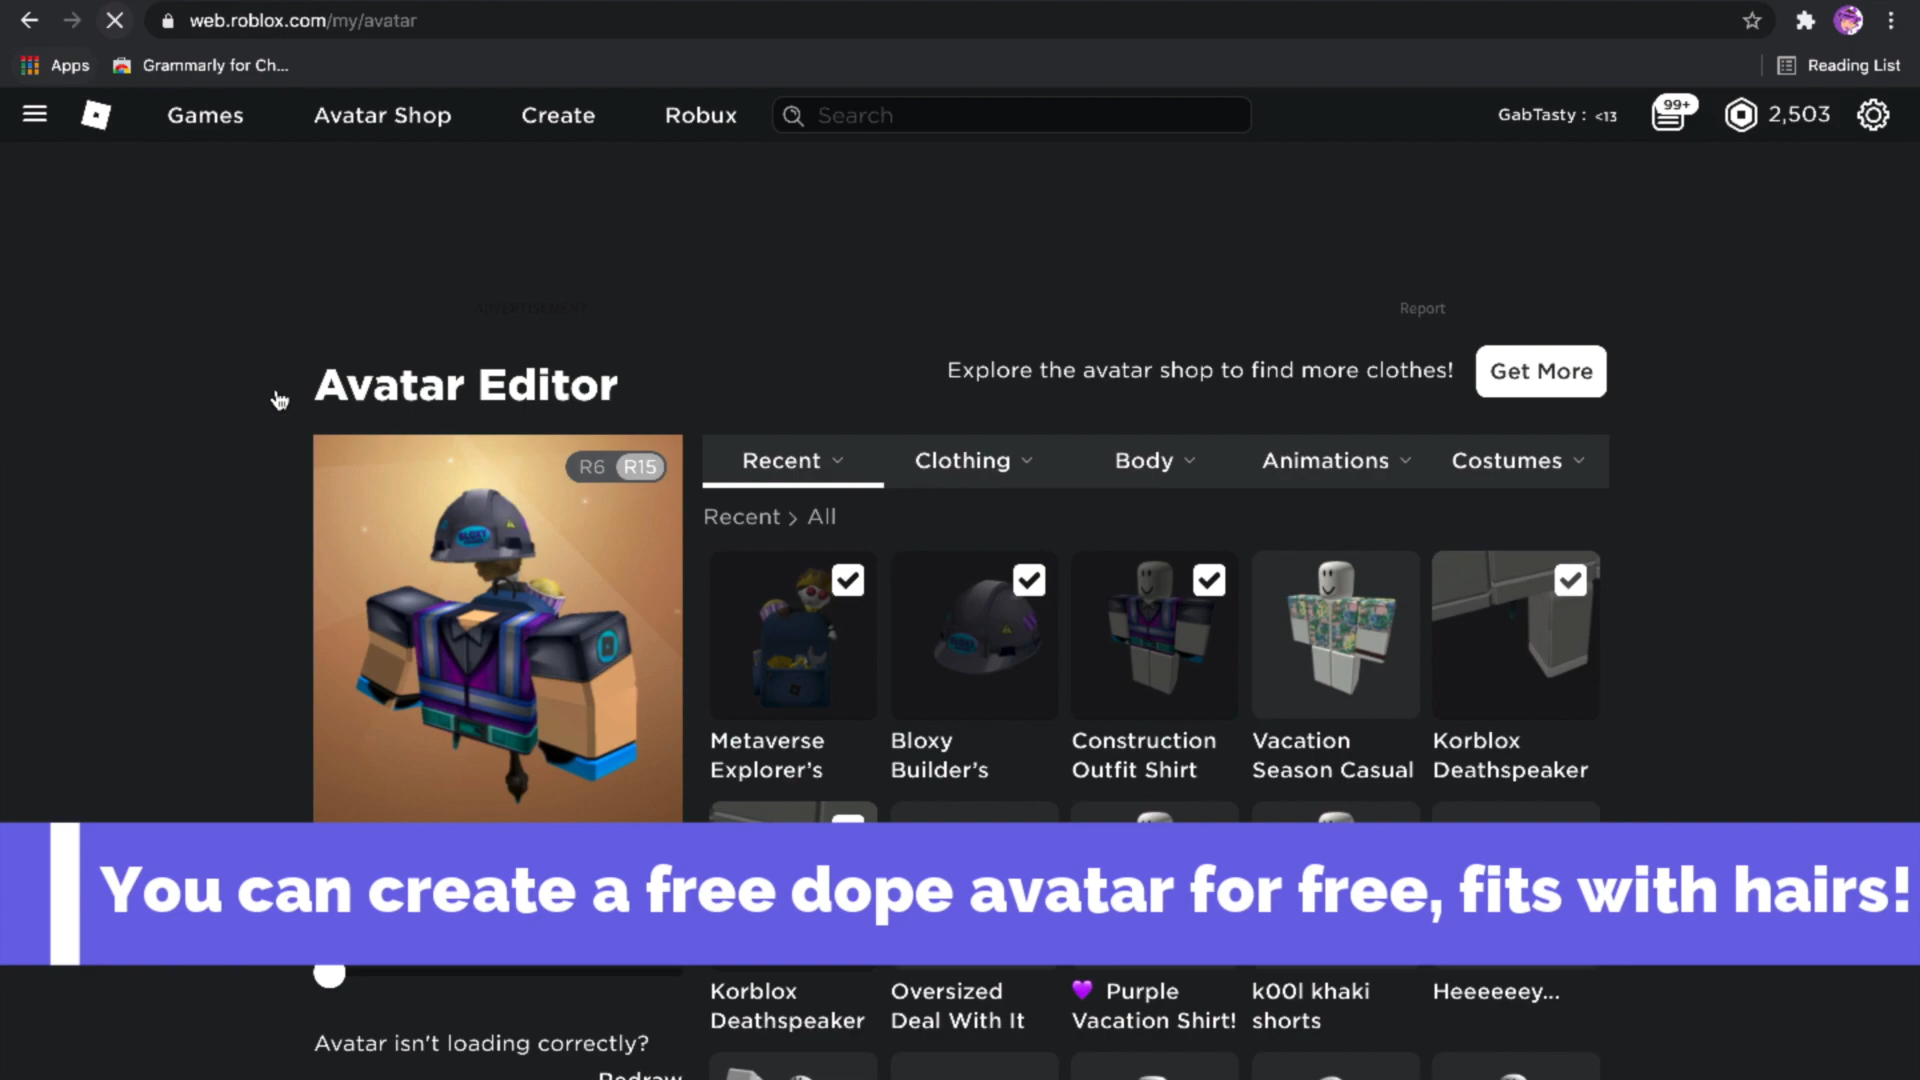 web.roblox.com/my/avatar
Apps
Grammarly for Ch...
Reading List
Games
Avatar Shop
Create
Robux
Search
GabTasty : <13
99+
2,503
ADVERTISEMENT
Report
Avatar Editor
Explore the avatar shop to find more clothes!
Get More
R6
R15
Recent
Clothing
Body
Animations
Costumes
Recent > All
BLOXY
Metaverse
Explorer's
Bloxy
Builder's
Construction
Outfit Shirt
Vacation
Season Casual
Korblox
Deathspeaker
You can create a free dope avatar for free, fits with hairs!
Korblox
Deathspeaker
Oversized
Deal With It
💜 Purple
Vacation Shirt!
k00l khaki
shorts
Heeeeeey...
Avatar isn't loading correctly?
Redraw